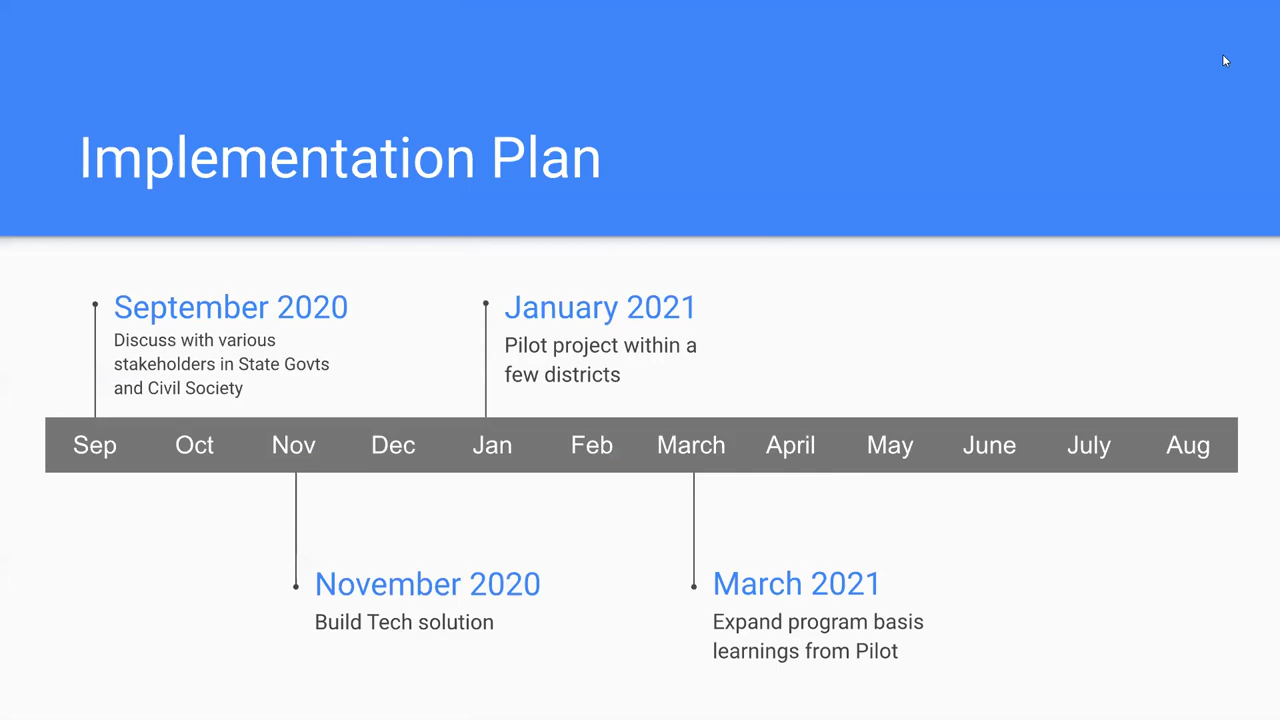 Implementation Plan
September 2020
Discuss with various
stakeholders in State Govts
and Civil Society
January 2021
Pilot project within a
few districts
Sep Oct Nov Dec Jan Feb March April May June July Aug
November 2020
Build Tech solution
March 2021
Expand program basis
learnings from Pilot